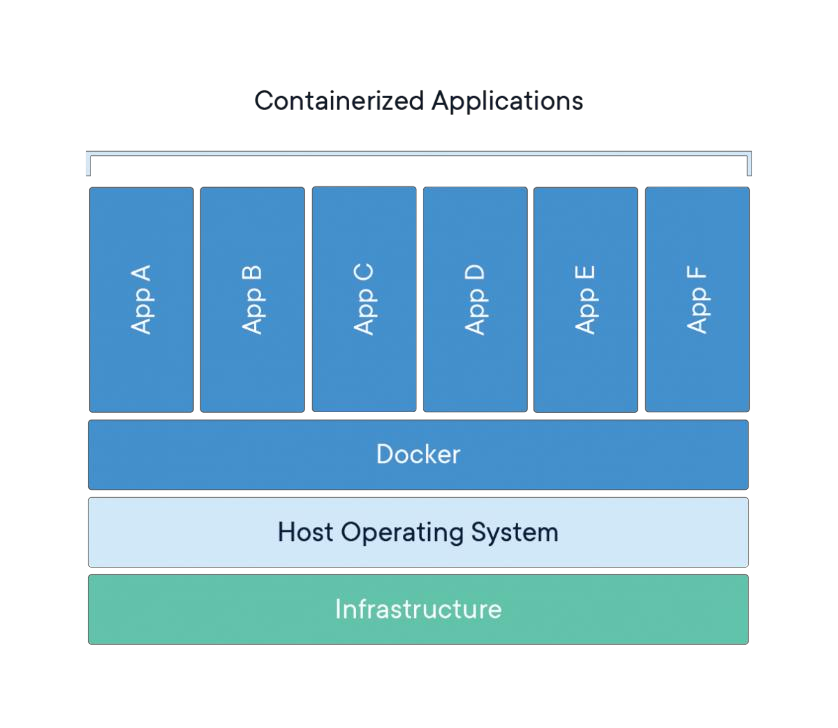 Containerized Applications
App A
App B
App C
App D
App E
App F
Docker
Host Operating System
Infrastructure